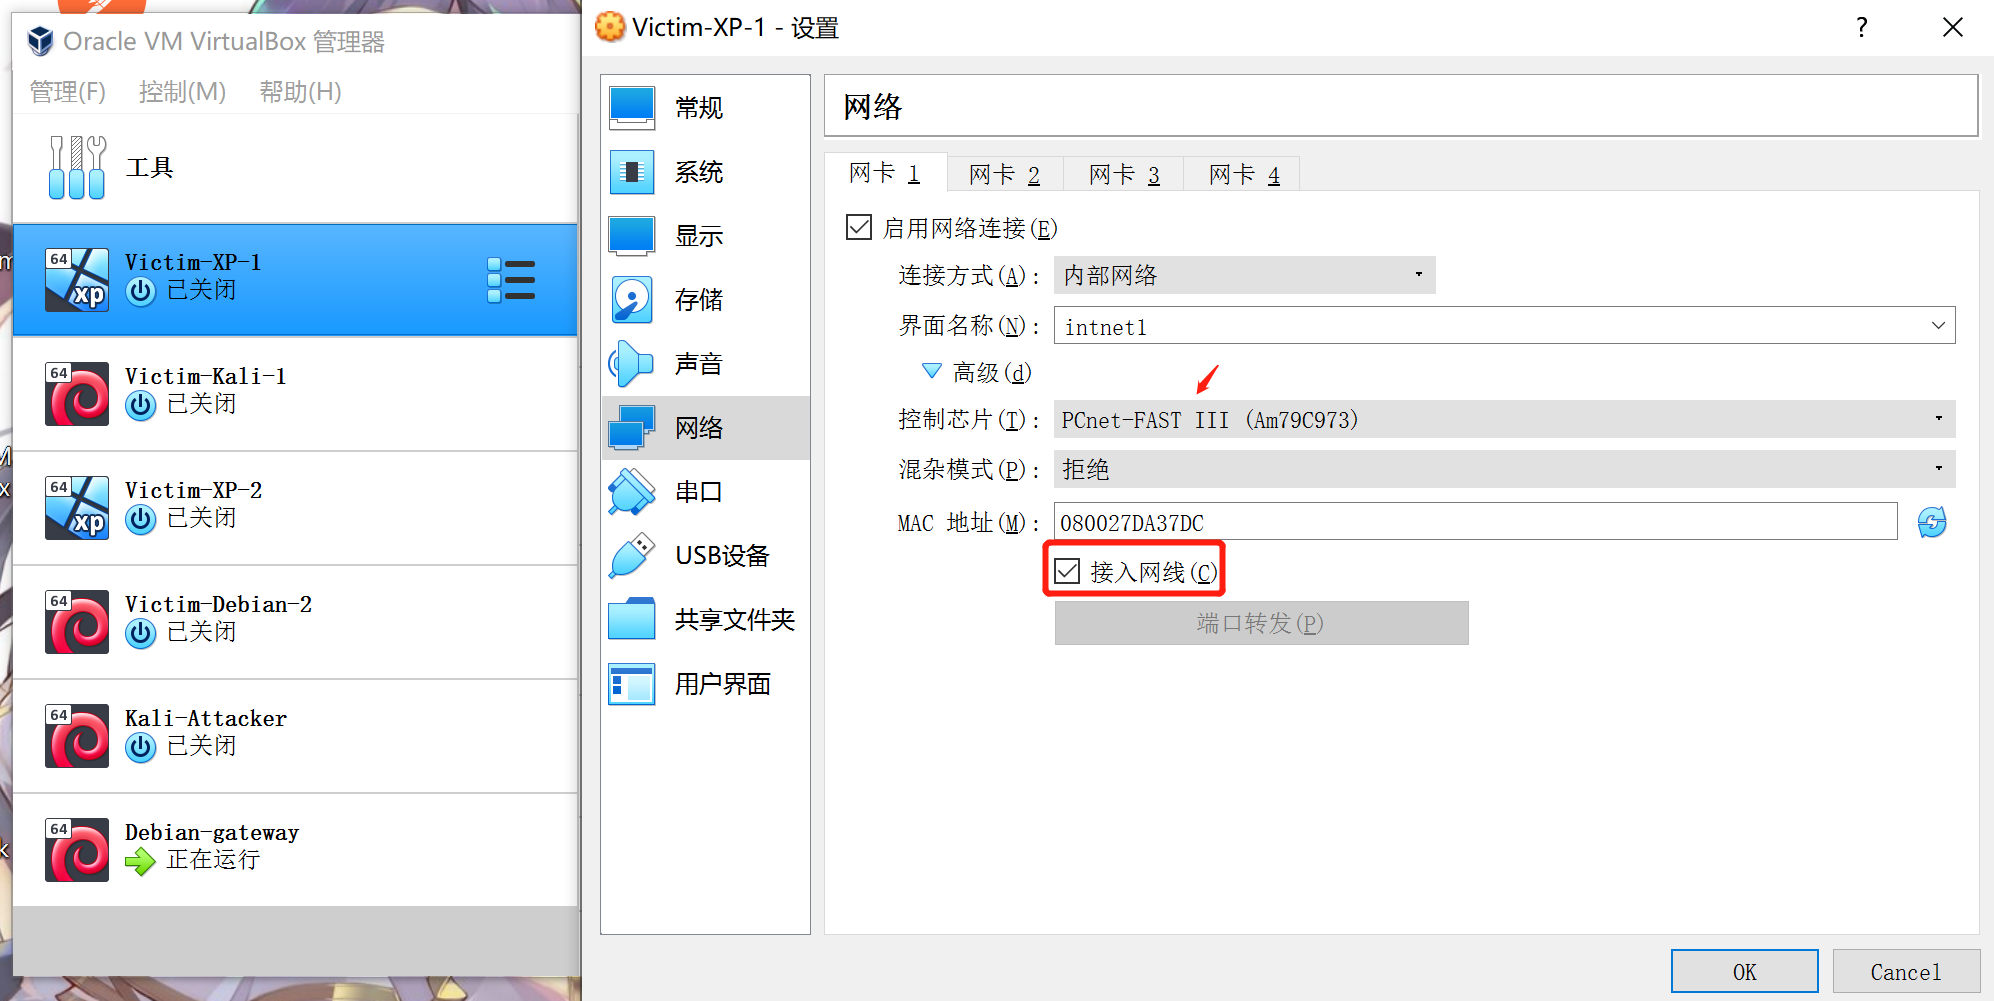 Oracle VM VirtualBox 管理器
管理(F) 控制(M) 帮助(H)
工具
64
xp
Victim-XP-1
已关闭
64
Victim-Kali-1
已关闭
64
xp
Victim-XP-2
已关闭
64
Victim-Debian-2
已关闭
64
Kali-Attacker
已关闭
64
Debian-gateway
正在运行
Victim-XP-1 - 设置
?
常规
系统
显示
存储
声音
网络
串口
USB设备
共享文件夹
用户界面
网络
网卡 1 网卡 2 网卡 3 网卡 4
启用网络连接(E)
连接方式(A): 内部网络
界面名称(N): intnet1
高级(d)
控制芯片(T): PCnet-FAST III (Am79C973)
混杂模式(P): 拒绝
MAC 地址(M): 080027DA37DC
接入网线(C)
端口转发(P)
OK Cancel